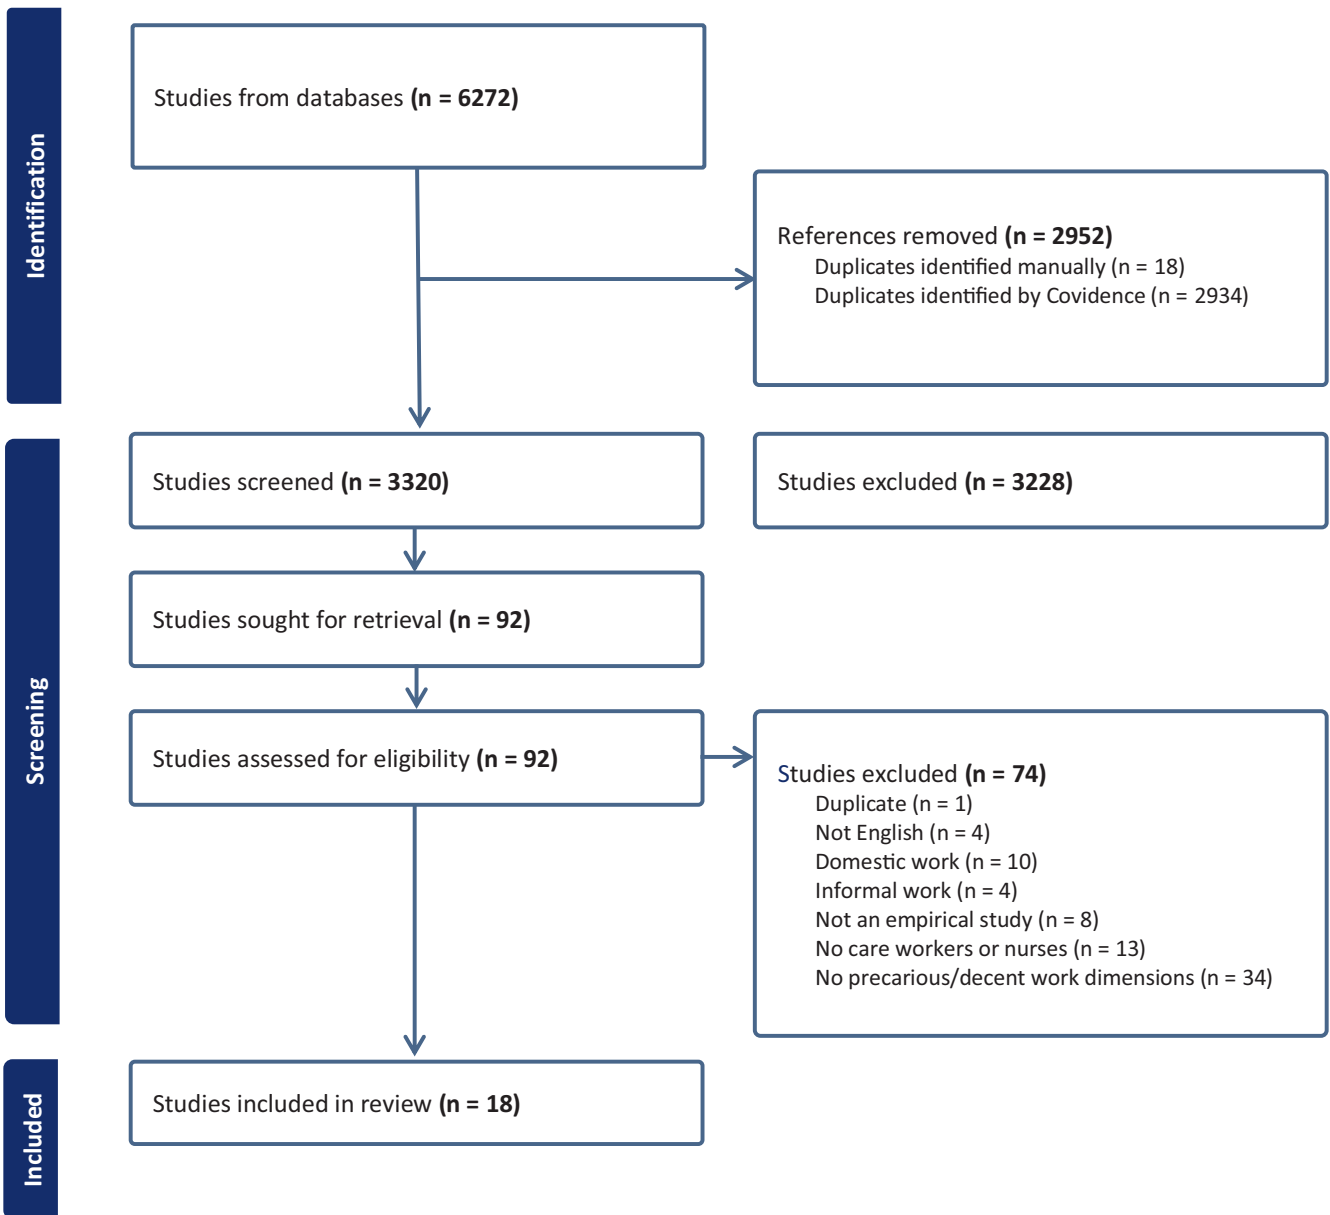 Identification
Studies from databases (n = 6272)
References removed (n = 2952)
Duplicates identified manually (n = 18)
Duplicates identified by Covidence (n = 2934)
Screening
Studies screened (n = 3320)
Studies excluded (n = 3228)
Studies sought for retrieval (n = 92)
Studies assessed for eligibility (n = 92)
Studies excluded (n = 74)
Duplicate (n = 1)
Not English (n = 4)
Domestic work (n = 10)
Informal work (n = 4)
Not an empirical study (n = 8)
No care workers or nurses (n = 13)
No precarious/decent work dimensions (n = 34)
Included
Studies included in review (n = 18)